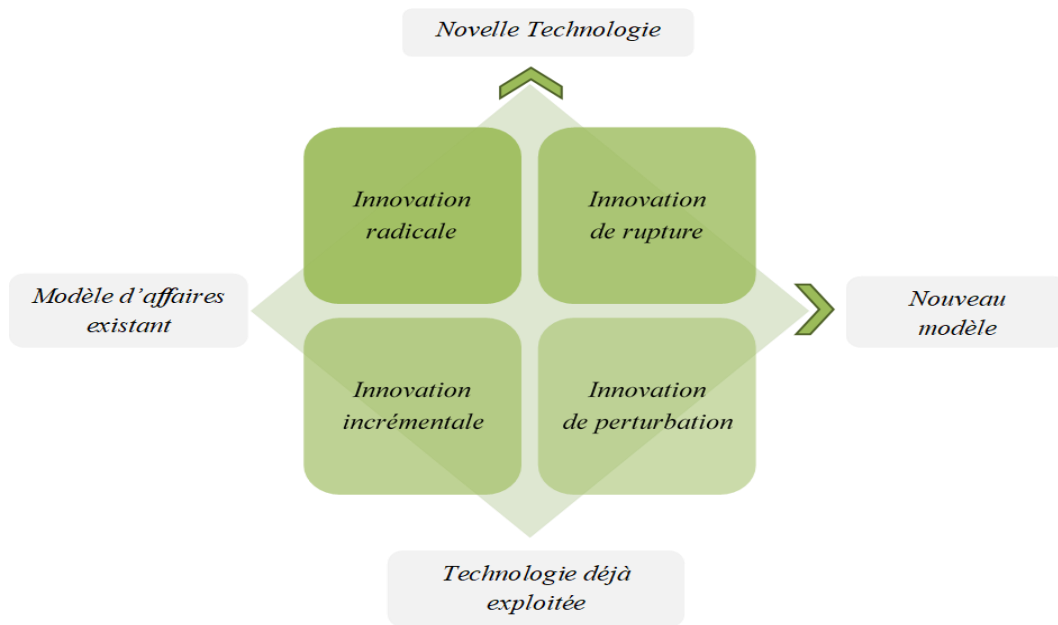 Novelle Technologie
Innovation
radicale
Innovation
de rupture
Modèle d'affaires
existant
Nouveau
modèle
Innovation
incrémentale
Innovation
de perturbation
Technologie déjà
exploitée